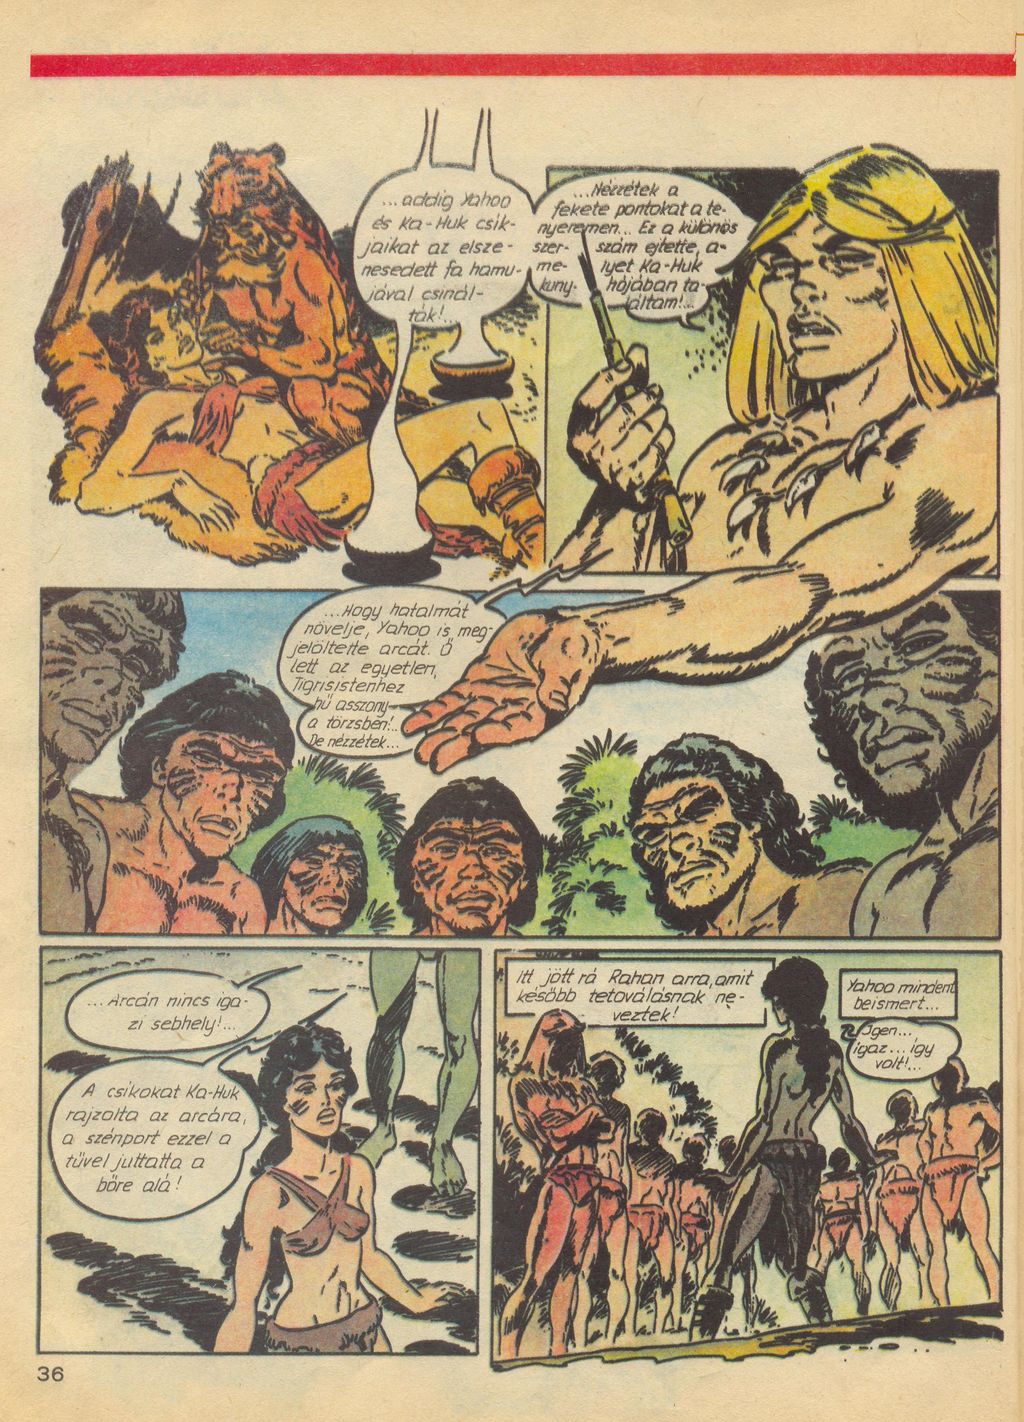 ...addig Yahoo
és Ka-Huk csík-
jaikat az elsze-
nesedett fa hamu-
jával csinál-
ták!...
...Nézzétek a
fekete pontokat a te-
nyeremen... Ez a különös
szer- szám ejtette, a-
me- lyet Ka-Huk
kuny- hójában ta-
láltam!...
...Hogy hatalmát
növelje, Yahoo is meg-
jelöltette arcát. Ő
lett az egyetlen,
Tigrisistenhez
hű asszony
a törzsben!...
De nézzétek...
...Arcán nincs iga-
zi sebhely!...
A csíkokat Ka-Huk
rajzolta az arcára,
a szénport ezzel a
tűvel juttatta a
bőre alá!
Itt jött rá Rahan arra, amit
később tetoválásnak ne-
veztek!
Yahoo mindent
beismert...
Igen...
igaz... így
volt!...
36